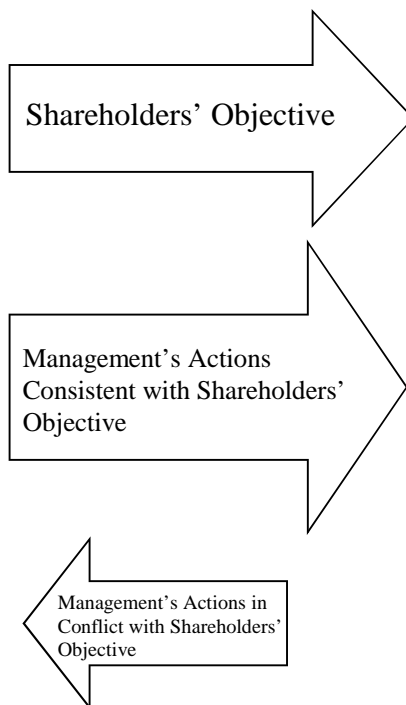 Shareholders’ Objective
Management’s Actions
Consistent with Shareholders’
Objective
Management’s Actions in
Conflict with Shareholders’
Objective